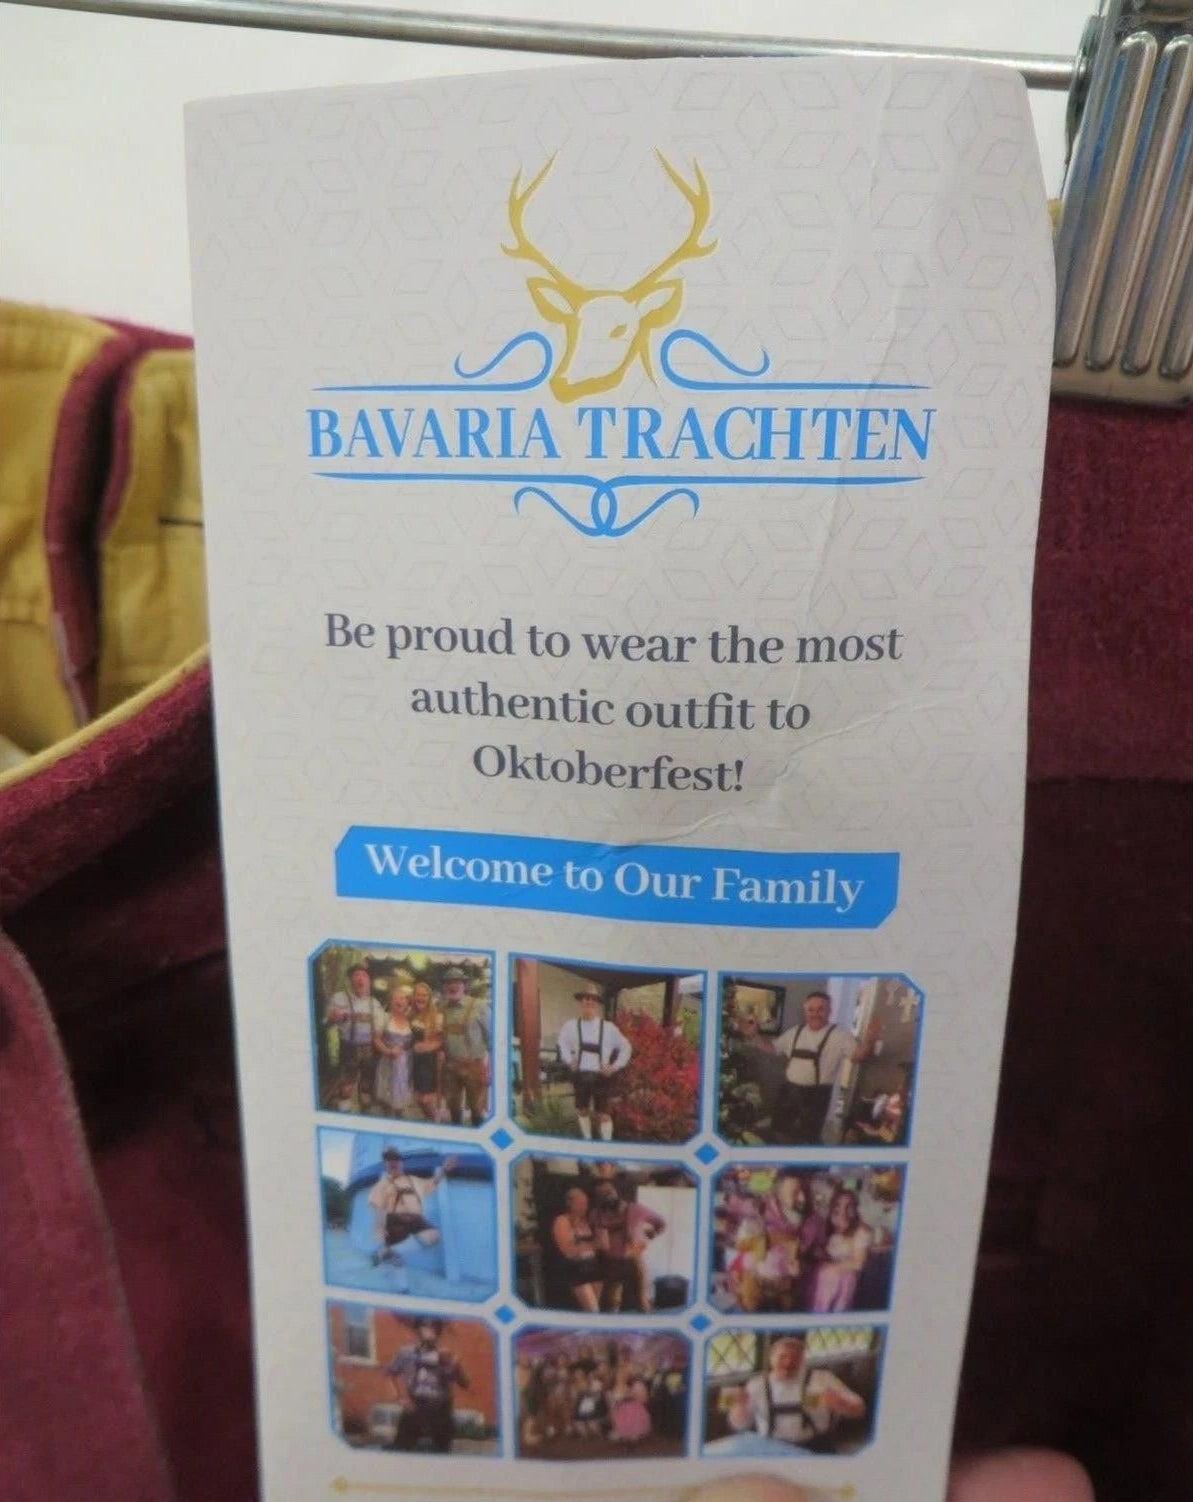 BAVARIA TRACHTEN
Be proud to wear the most
authentic outfit to
Oktoberfest!
Welcome to Our Family